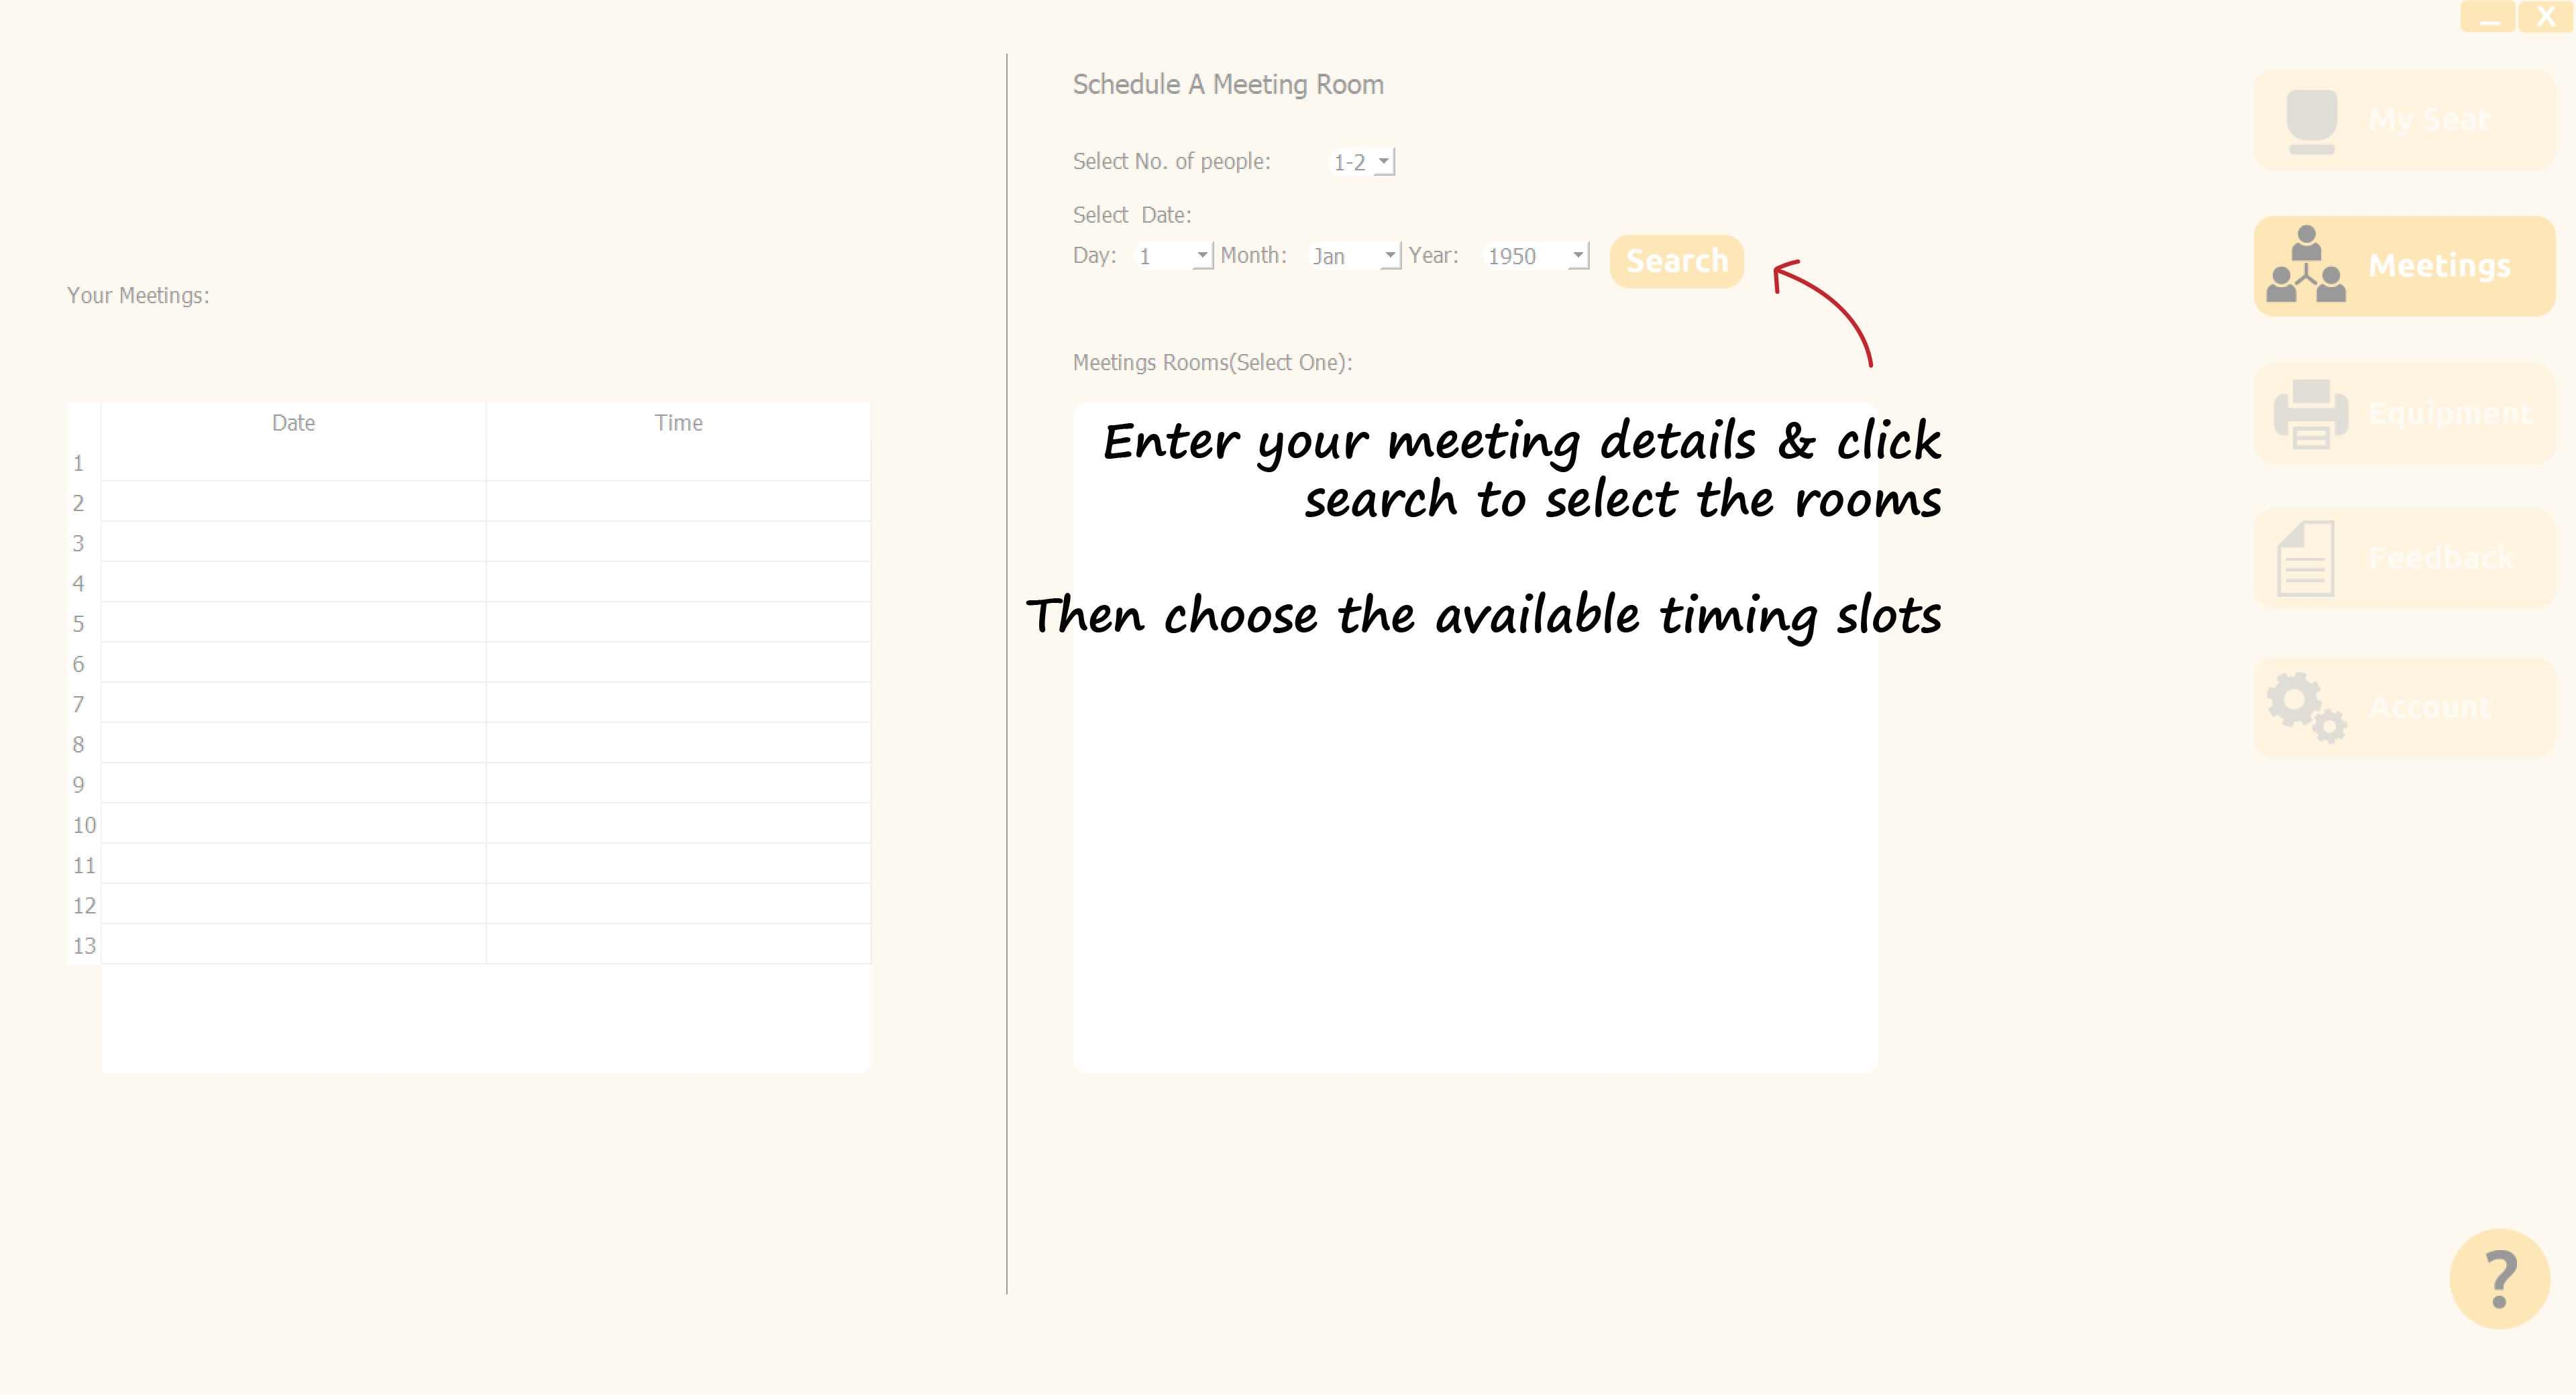 X
Schedule A Meeting Room
My Seat
Select No. of people: 1-2
Select Date:
Day: 1 Month: Jan Year: 1950 Search
Meetings
Your Meetings:
Meetings Rooms(Select One):
Date Time
Equipment
Enter your meeting details & click
search to select the rooms
Then choose the available timing slots
Feedback
Account
1
2
3
4
5
6
7
8
9
10
11
12
13
?